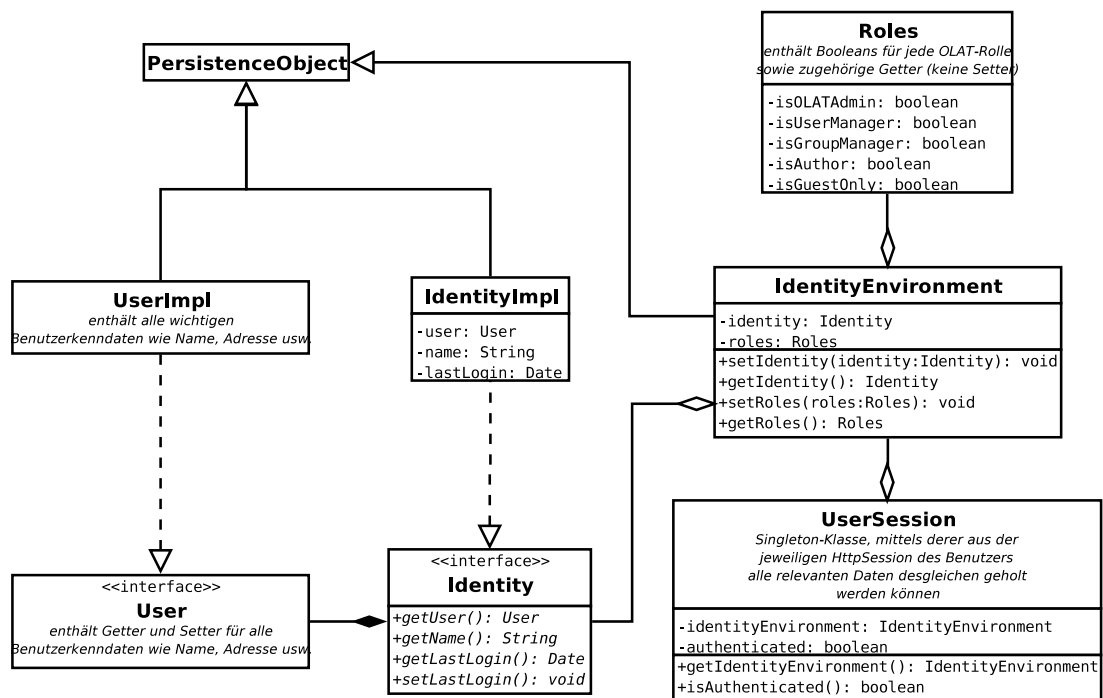 PersistenceObject
Roles
enthält Booleans für jede OLAT-Rolle
sowie zugehörige Getter (keine Setter)
-isOLATAdmin: boolean
-isUserManager: boolean
-isGroupManager: boolean
-isAuthor: boolean
-isGuestOnly: boolean
UserImpl
enthält alle wichtigen
Benutzerkenndaten wie Name, Adresse usw.
IdentityImpl
-user: User
-name: String
-lastLogin: Date
IdentityEnvironment
-identity: Identity
-roles: Roles
+setIdentity(identity:Identity): void
+getIdentity(): Identity
+setRoles(roles:Roles): void
+getRoles(): Roles
<<interface>>
User
enthält Getter und Setter für alle
Benutzerkenndaten wie Name, Adresse usw.
<<interface>>
Identity
+getUser(): User
+getName(): String
+getLastLogin(): Date
+setLastLogin(): void
UserSession
Singleton-Klasse, mittels derer aus der
jeweiligen HttpSession des Benutzers
alle relevanten Daten desgleichen geholt
werden können
-identityEnvironment: IdentityEnvironment
-authenticated: boolean
+getIdentityEnvironment(): IdentityEnvironment
+isAuthenticated(): boolean